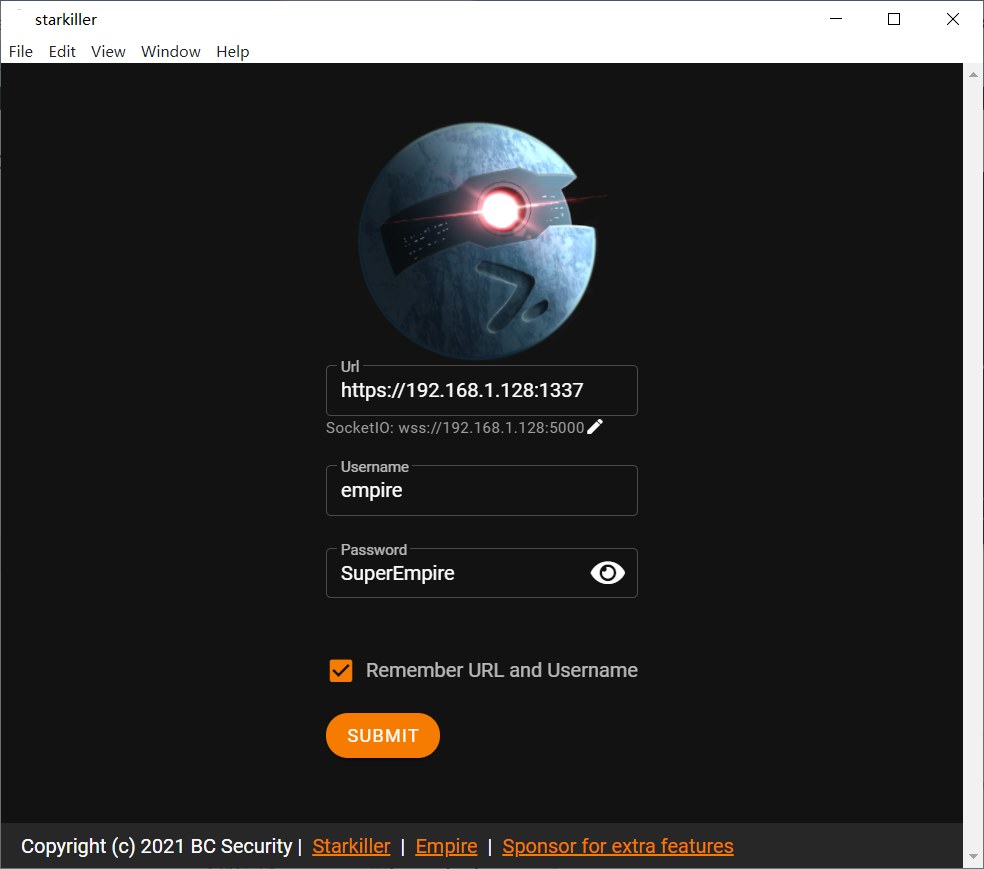 starkiller
File Edit View Window Help
Url
https://192.168.1.128:1337
SocketIO: wss://192.168.1.128:5000
Username
empire
Password
SuperEmpire
Remember URL and Username
SUBMIT
Copyright (c) 2021 BC Security | Starkiller | Empire | Sponsor for extra features